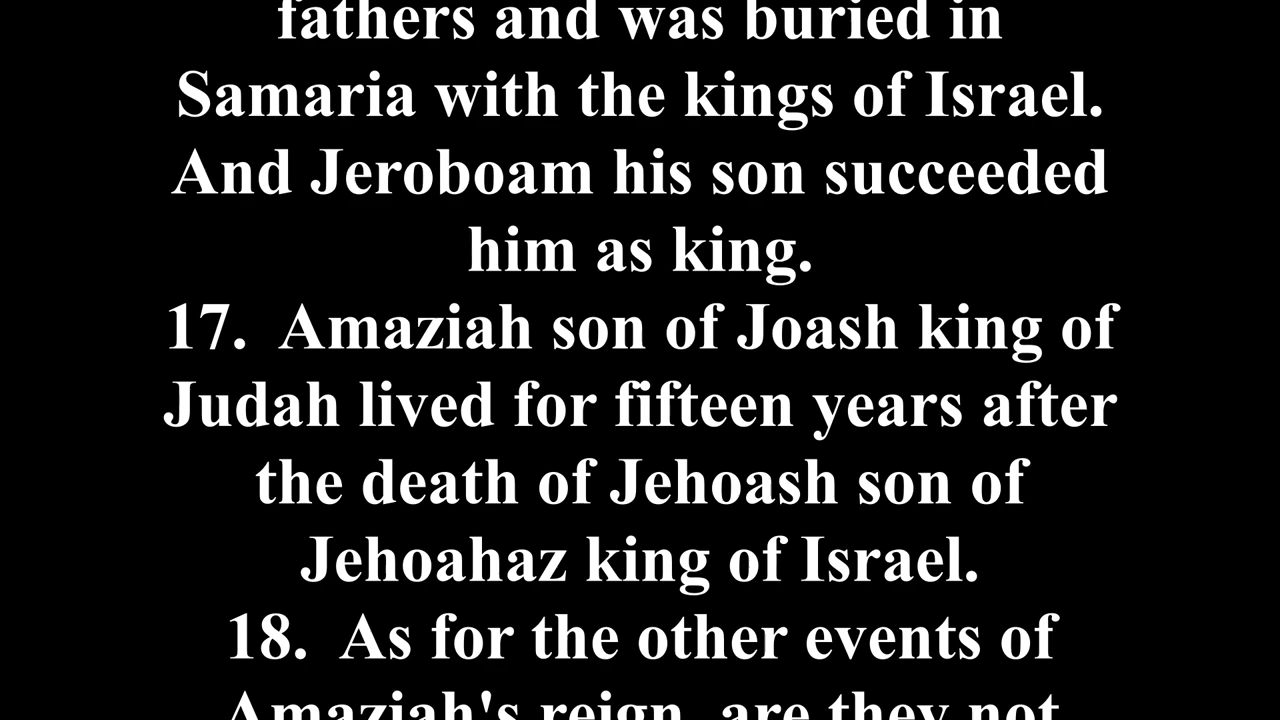 fathers and was buried in
Samaria with the kings of Israel.
And Jeroboam his son succeeded
him as king.
17.  Amaziah son of Joash king of
Judah lived for fifteen years after
the death of Jehoash son of
Jehoahaz king of Israel.
18.  As for the other events of
Amaziah's reign, are they not